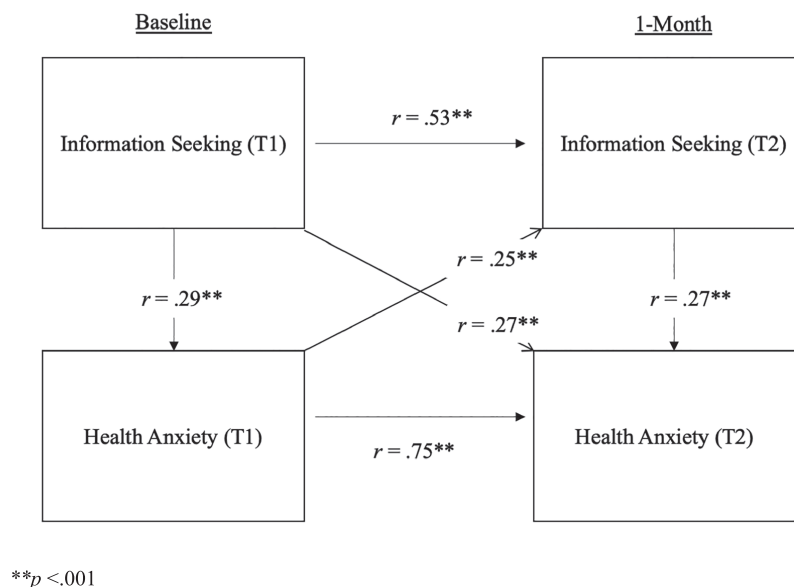 Baseline
1-Month
Information Seeking (T1)
r = .53**
Information Seeking (T2)
r = .25**
r = .29**
r = .27**
r = .27**
Health Anxiety (T1)
Health Anxiety (T2)
r = .75**
**p <.001